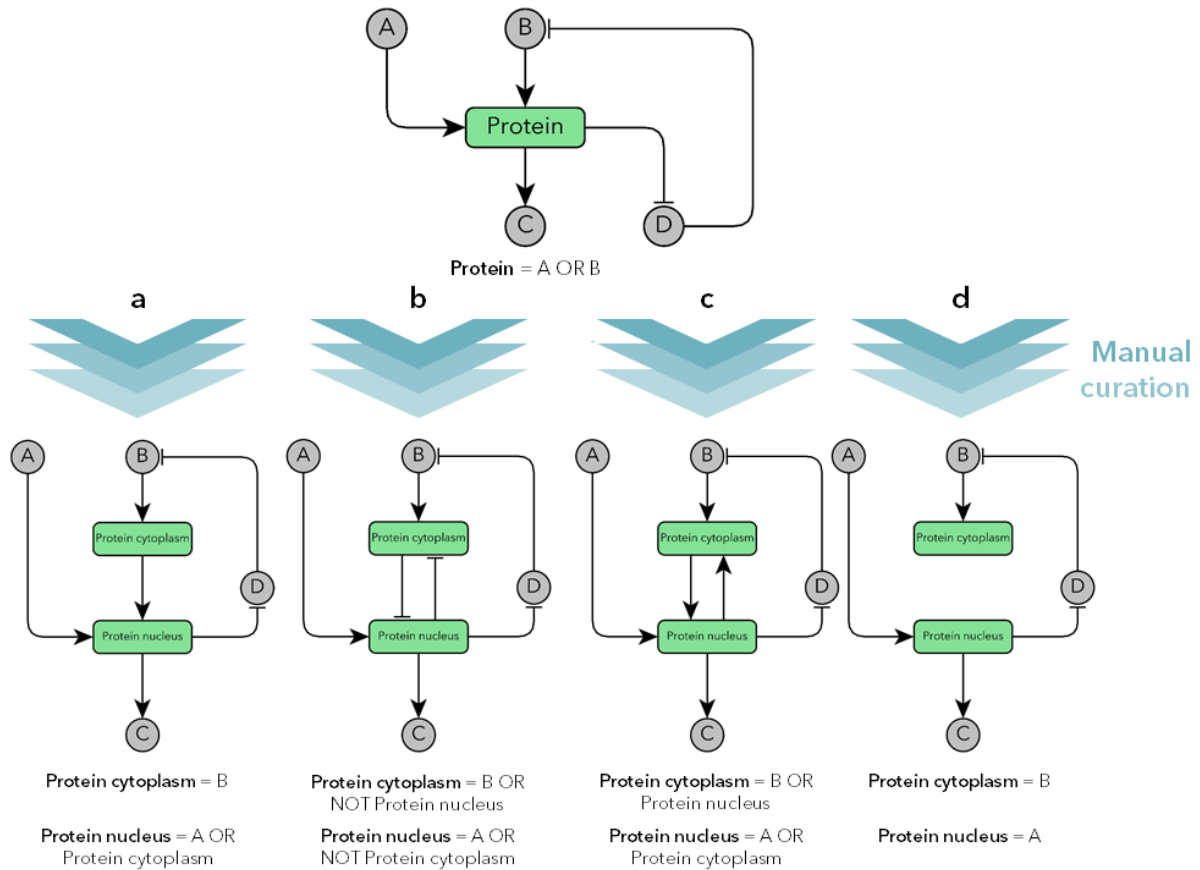 A
B
Protein
C
D
Protein = A OR B
a
b
c
d
Manual
curation
A
B
Protein cytoplasm
D
Protein nucleus
C
Protein cytoplasm = B
Protein nucleus = A OR
Protein cytoplasm
A
B
Protein cytoplasm
D
Protein nucleus
C
Protein cytoplasm = B OR
NOT Protein nucleus
Protein nucleus = A OR
NOT Protein cytoplasm
A
B
Protein cytoplasm
D
Protein nucleus
C
Protein cytoplasm = B OR
Protein nucleus
Protein nucleus = A OR
Protein cytoplasm
A
B
Protein cytoplasm
D
Protein nucleus
C
Protein cytoplasm = B
Protein nucleus = A